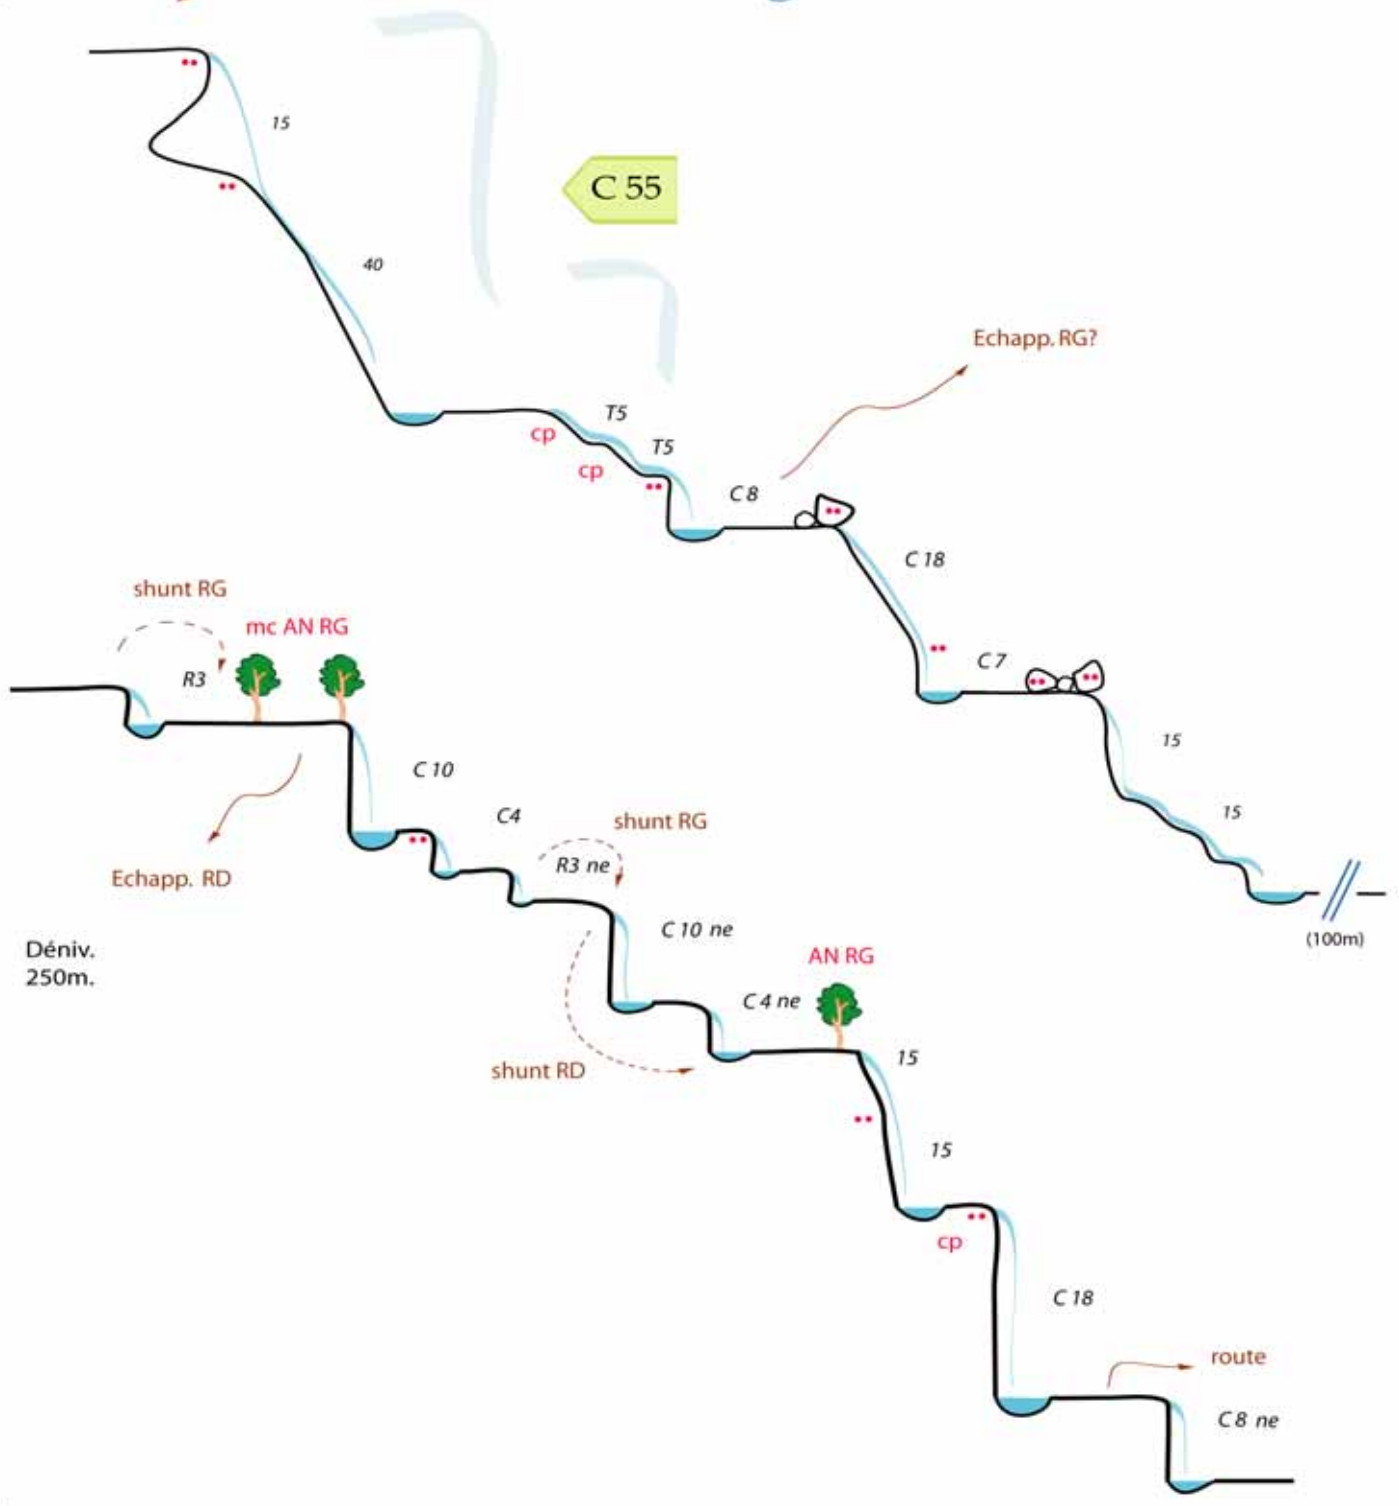 15
C 55
40
Echapp. RG?
T5
cp
T5
cp
C 8
C 18
C 7
15
15
(100m)
shunt RG
mc AN RG
R3
C 10
C4
shunt RG
R3 ne
Echapp. RD
C 10 ne
Déniv.
250m.
AN RG
C 4 ne
15
shunt RD
15
cp
C 18
route
C 8 ne